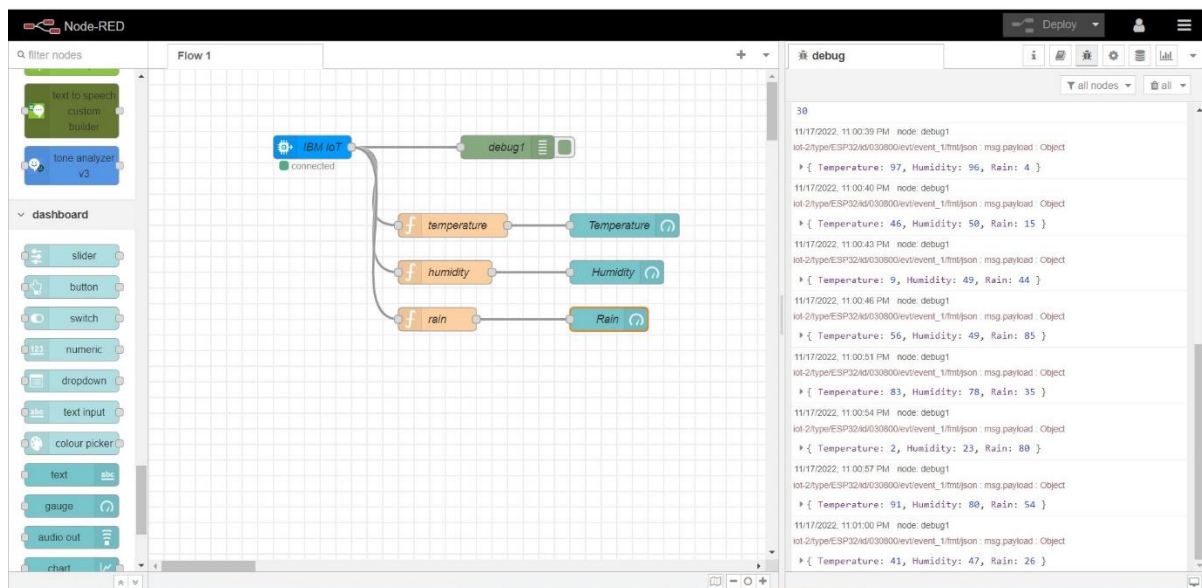 Node-RED
Deploy
filter nodes
Flow 1
debug
i
all nodes
all
text to speech
custom
builder
tone analyzer
v3
dashboard
slider
button
switch
123 numeric
dropdown
abc text input
colour picker
text abc
gauge
audio out
chart
IBM IoT
connected
debug1
f temperature
Temperature
f humidity
Humidity
f rain
Rain
30
11/17/2022, 11:00:39 PM node: debug1
iot-2/type/ESP32/id/030800/evt/event_1/fmt/json : msg.payload : Object
{ Temperature: 97, Humidity: 96, Rain: 4 }
11/17/2022, 11:00:40 PM node: debug1
iot-2/type/ESP32/id/030800/evt/event_1/fmt/json : msg.payload : Object
{ Temperature: 46, Humidity: 50, Rain: 15 }
11/17/2022, 11:00:43 PM node: debug1
iot-2/type/ESP32/id/030800/evt/event_1/fmt/json : msg.payload : Object
{ Temperature: 9, Humidity: 49, Rain: 44 }
11/17/2022, 11:00:46 PM node: debug1
iot-2/type/ESP32/id/030800/evt/event_1/fmt/json : msg.payload : Object
{ Temperature: 56, Humidity: 49, Rain: 85 }
11/17/2022, 11:00:51 PM node: debug1
iot-2/type/ESP32/id/030800/evt/event_1/fmt/json : msg.payload : Object
{ Temperature: 83, Humidity: 78, Rain: 35 }
11/17/2022, 11:00:54 PM node: debug1
iot-2/type/ESP32/id/030800/evt/event_1/fmt/json : msg.payload : Object
{ Temperature: 2, Humidity: 23, Rain: 80 }
11/17/2022, 11:00:57 PM node: debug1
iot-2/type/ESP32/id/030800/evt/event_1/fmt/json : msg.payload : Object
{ Temperature: 91, Humidity: 80, Rain: 54 }
11/17/2022, 11:01:00 PM node: debug1
iot-2/type/ESP32/id/030800/evt/event_1/fmt/json : msg.payload : Object
{ Temperature: 41, Humidity: 47, Rain: 26 }